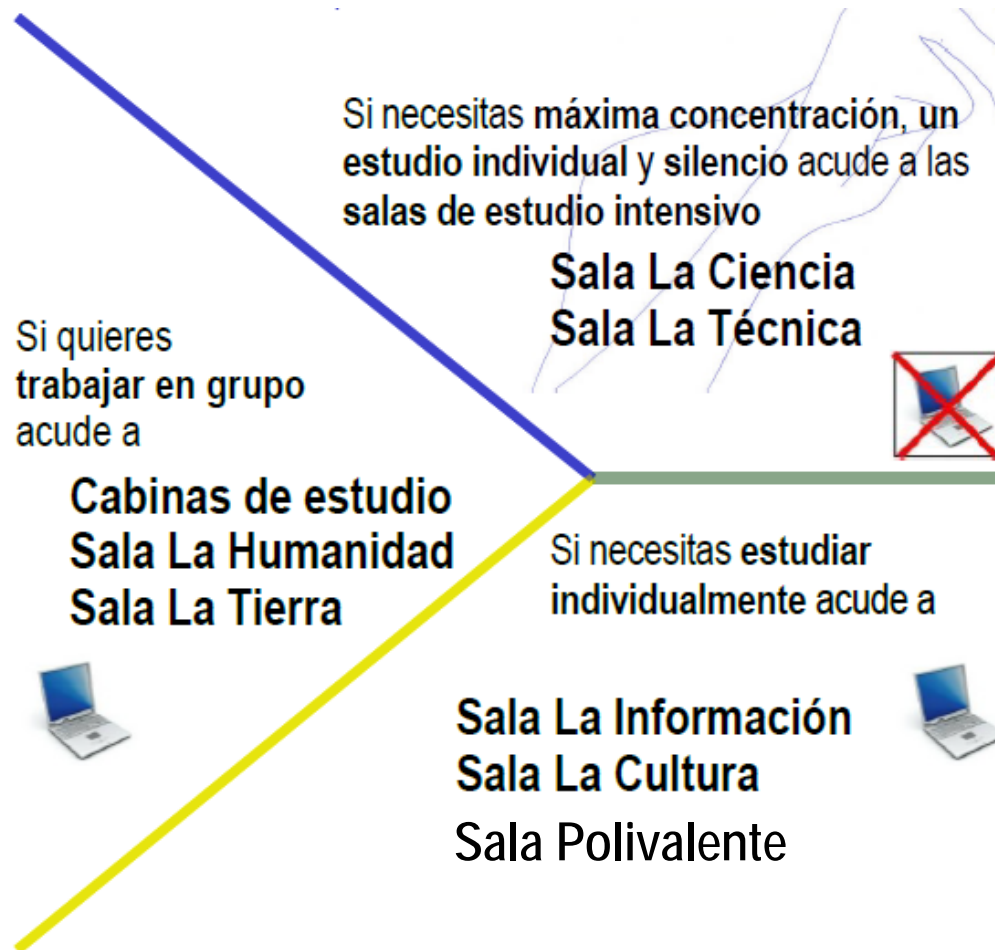 Si necesitas máxima concentración, un
estudio individual y silencio acude a las
salas de estudio intensivo
Sala La Ciencia
Sala La Técnica
Si quieres
trabajar en grupo
acude a
Cabinas de estudio
Sala La Humanidad
Sala La Tierra
Si necesitas estudiar
individualmente acude a
Sala La Información
Sala La Cultura
Sala Polivalente